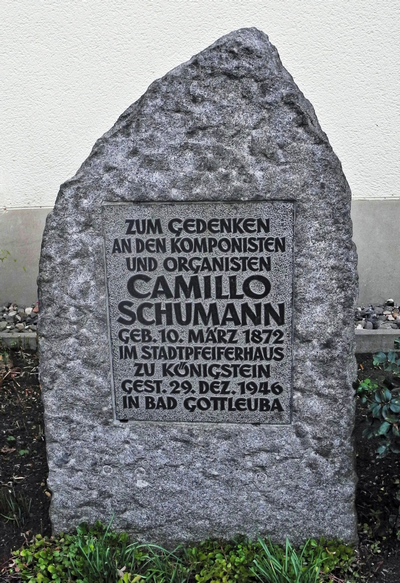 ZUM GEDENKEN
AN DEN KOMPONISTEN
UND ORGANISTEN
CAMILLO
SCHUMANN
GEB. 10. MÄRZ 1872
IM STADTPFEIFERHAUS
ZU KÖNIGSTEIN
GEST. 29. DEZ. 1946
IN BAD GOTTLEUBA